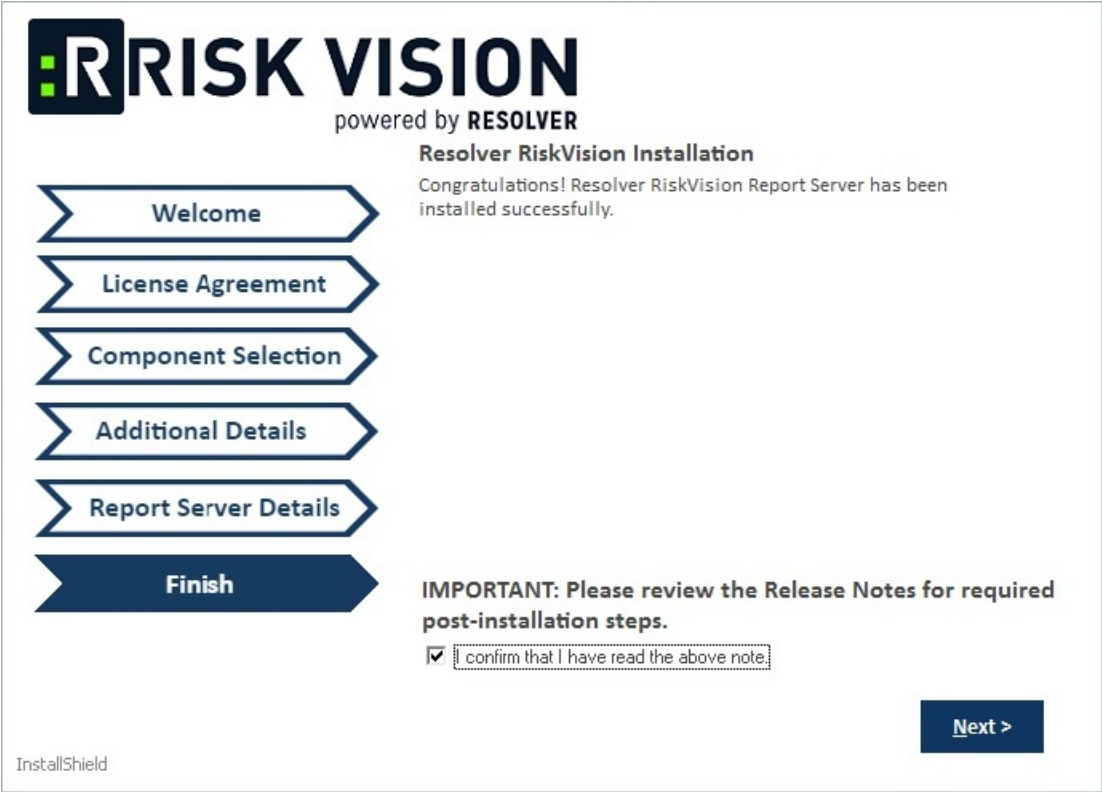 :R RISK VISION
powered by RESOLVER
Resolver RiskVision Installation
Congratulations! Resolver RiskVision Report Server has been
installed successfully.
Welcome
License Agreement
Component Selection
Additional Details
Report Server Details
Finish
IMPORTANT: Please review the Release Notes for required
post-installation steps.
I confirm that I have read the above note.
Next >
InstallShield